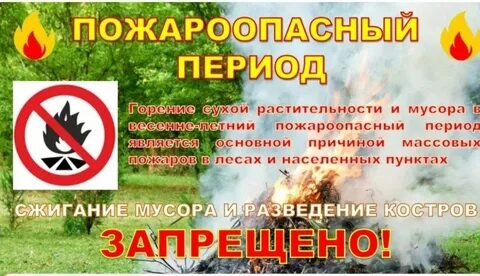 ПОЖАРООПАСНЫЙ
ПЕРИОД
Горение сухой растительности и мусора в
весенне-летний пожароопасный период
является основной причиной массовых
пожаров в лесах и населенных пунктах
СЖИГАНИЕ МУСОРА И РАЗВЕДЕНИЕ КОСТРОВ
ЗАПРЕЩЕНО!